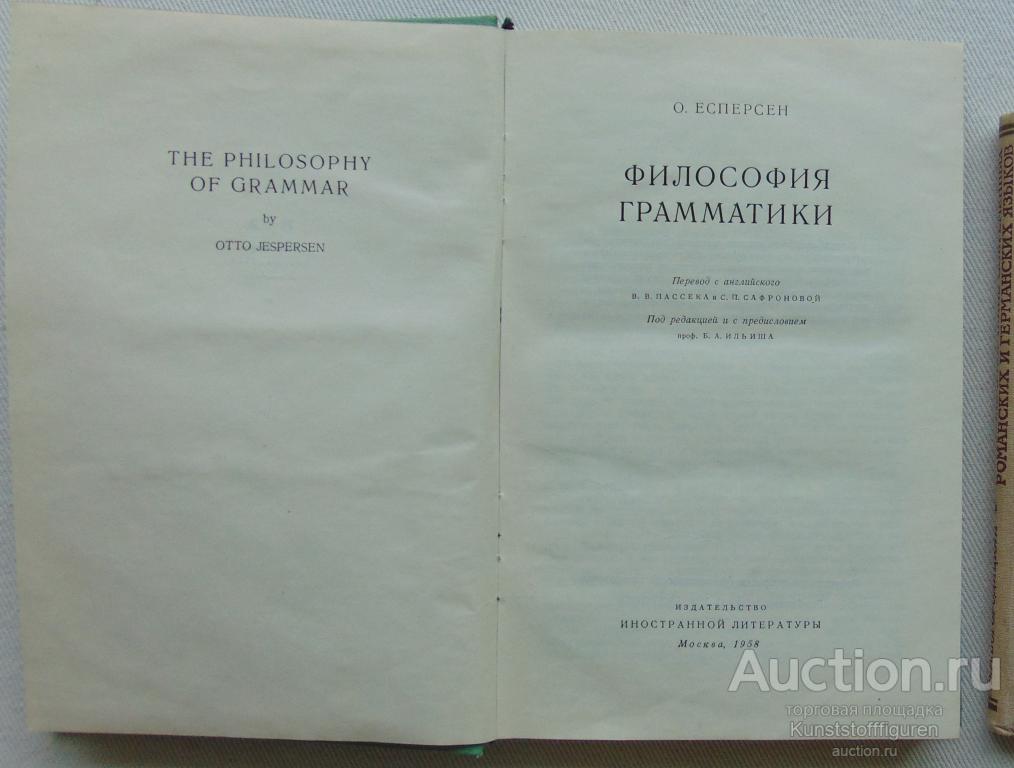 THE PHILOSOPHY
OF GRAMMAR
by
OTTO JESPERSEN
О. ЕСПЕРСЕН
ФИЛОСОФИЯ
ГРАММАТИКИ
Перевод с английского
В. В. ПАССЕКА и С. П. САФРОНОВОЙ
Под редакцией и с предисловием
проф. Б. А. ИЛЬИША
ИЗДАТЕЛЬСТВО
ИНОСТРАННОЙ ЛИТЕРАТУРЫ
Москва, 1958
РОМАНСКИХ И ГЕРМАНСКИХ ЯЗЫКОВ
Auction.ru
торговая площадка
Kunststofffiguren
auction.ru